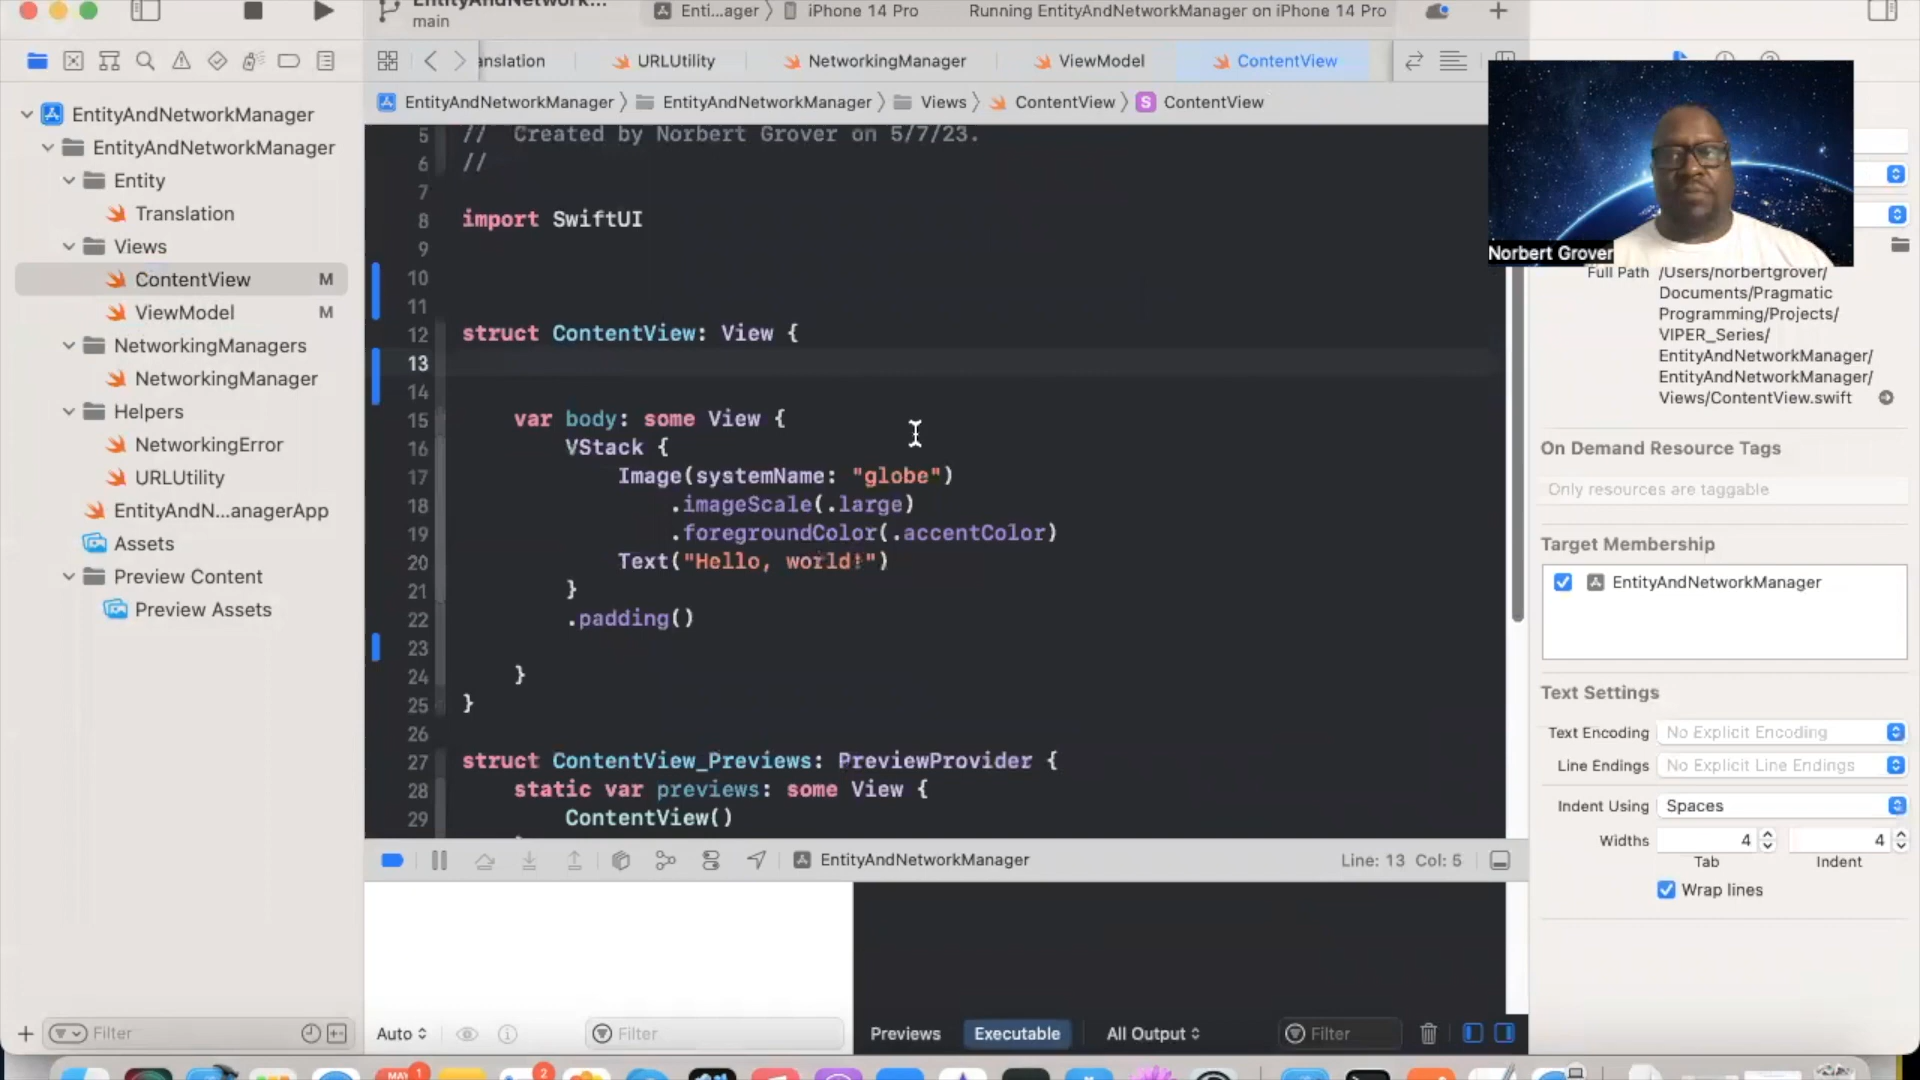 EntityAndNetwork...
main
Enti...ager 〉 iPhone 14 Pro
Running EntityAndNetworkManager on iPhone 14 Pro
anslation
URLUtility
NetworkingManager
ViewModel
ContentView
EntityAndNetworkManager 〉 EntityAndNetworkManager 〉 Views 〉 ContentView 〉 S ContentView
EntityAndNetworkManager
EntityAndNetworkManager
Entity
Translation
Views
ContentView M
ViewModel M
NetworkingManagers
NetworkingManager
Helpers
NetworkingError
URLUtility
EntityAndN...anagerApp
Assets
Preview Content
Preview Assets
Filter
5 // Created by Norbert Grover on 5/7/23.
6 //
7
8 import SwiftUI
9
10
11
12 struct ContentView: View {
13
14
15 var body: some View {
16 VStack {
17 Image(systemName: "globe")
18 .imageScale(.large)
19 .foregroundColor(.accentColor)
20 Text("Hello, world!")
21 }
22 .padding()
23
24 }
25 }
26
27 struct ContentView_Previews: PreviewProvider {
28 static var previews: some View {
29 ContentView()
EntityAndNetworkManager
Line: 13 Col: 5
Auto
Filter
Previews
Executable
All Output
Filter
Norbert Grover
Full Path /Users/norbertgrover/
Documents/Pragmatic
Programming/Projects/
VIPER_Series/
EntityAndNetworkManager/
EntityAndNetworkManager/
Views/ContentView.swift
On Demand Resource Tags
Only resources are taggable
Target Membership
EntityAndNetworkManager
Text Settings
Text Encoding No Explicit Encoding
Line Endings No Explicit Line Endings
Indent Using Spaces
Widths 4 4
Tab Indent
Wrap lines
MAY 1
2